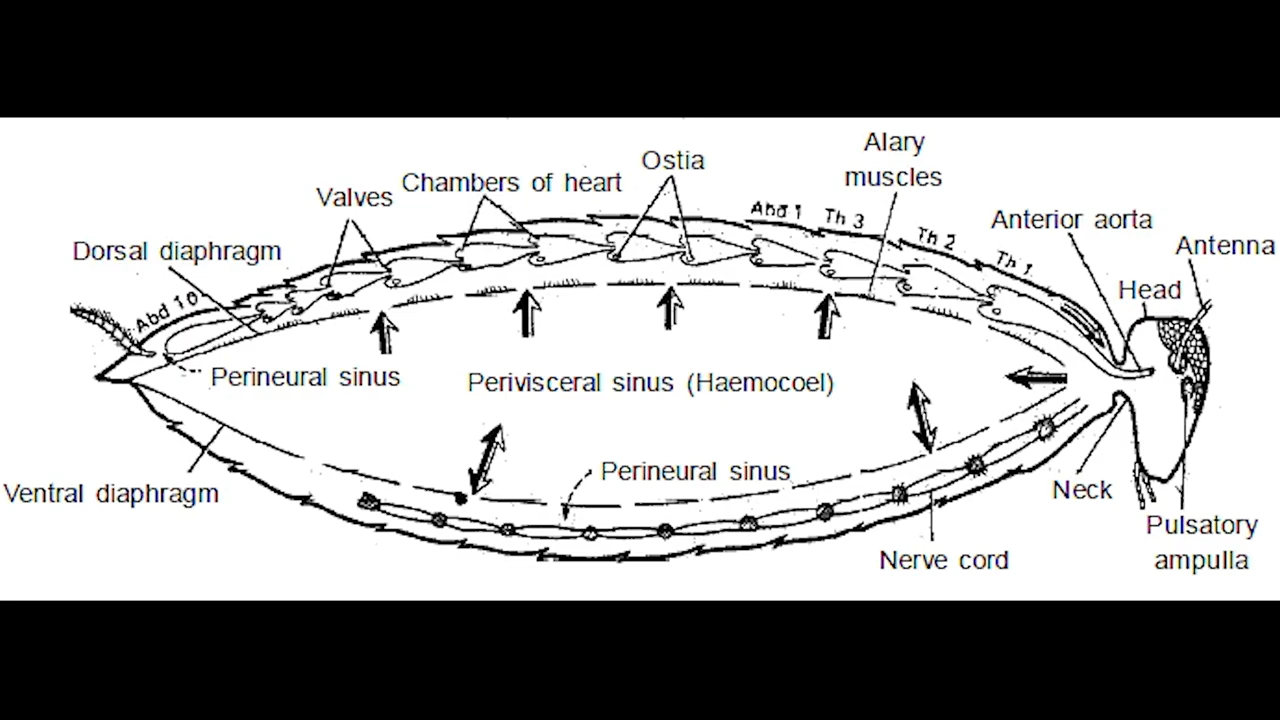 Alary
muscles
Ostia
Chambers of heart
Valves
Abd 1
Th 3
Th 2
Th 1
Anterior aorta
Antenna
Head
Dorsal diaphragm
Abd 10
Perineural sinus
Perivisceral sinus (Haemocoel)
Perineural sinus
Ventral diaphragm
Neck
Nerve cord
Pulsatory
ampulla